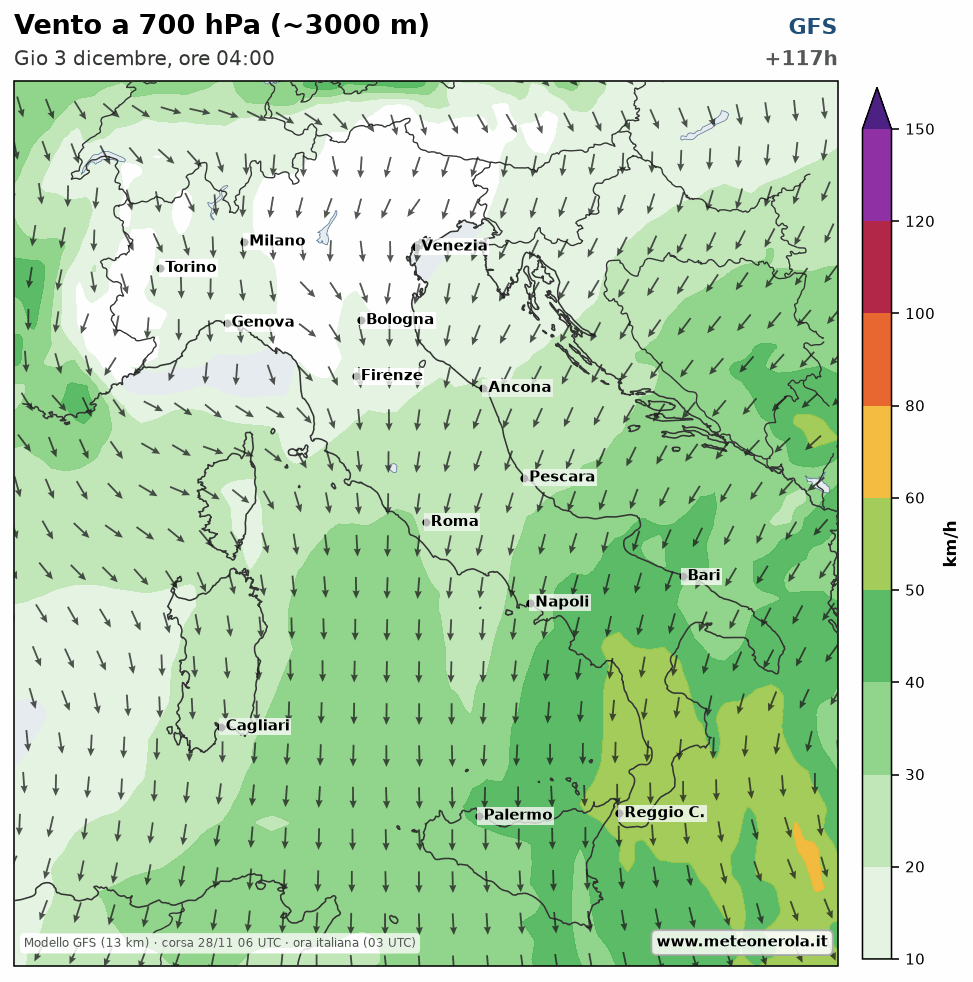 Vento a 700 hPa (~3000 m)
GFS
Gio 3 dicembre, ore 04:00
+117h
Milano
Venezia
Torino
Genova
Bologna
Firenze
Ancona
Pescara
Roma
Bari
Napoli
Cagliari
Palermo
Reggio C.
Modello GFS (13 km) · corsa 28/11 06 UTC · ora italiana (03 UTC)
www.meteonerola.it
150
120
100
80
60
50
40
30
20
10
km/h